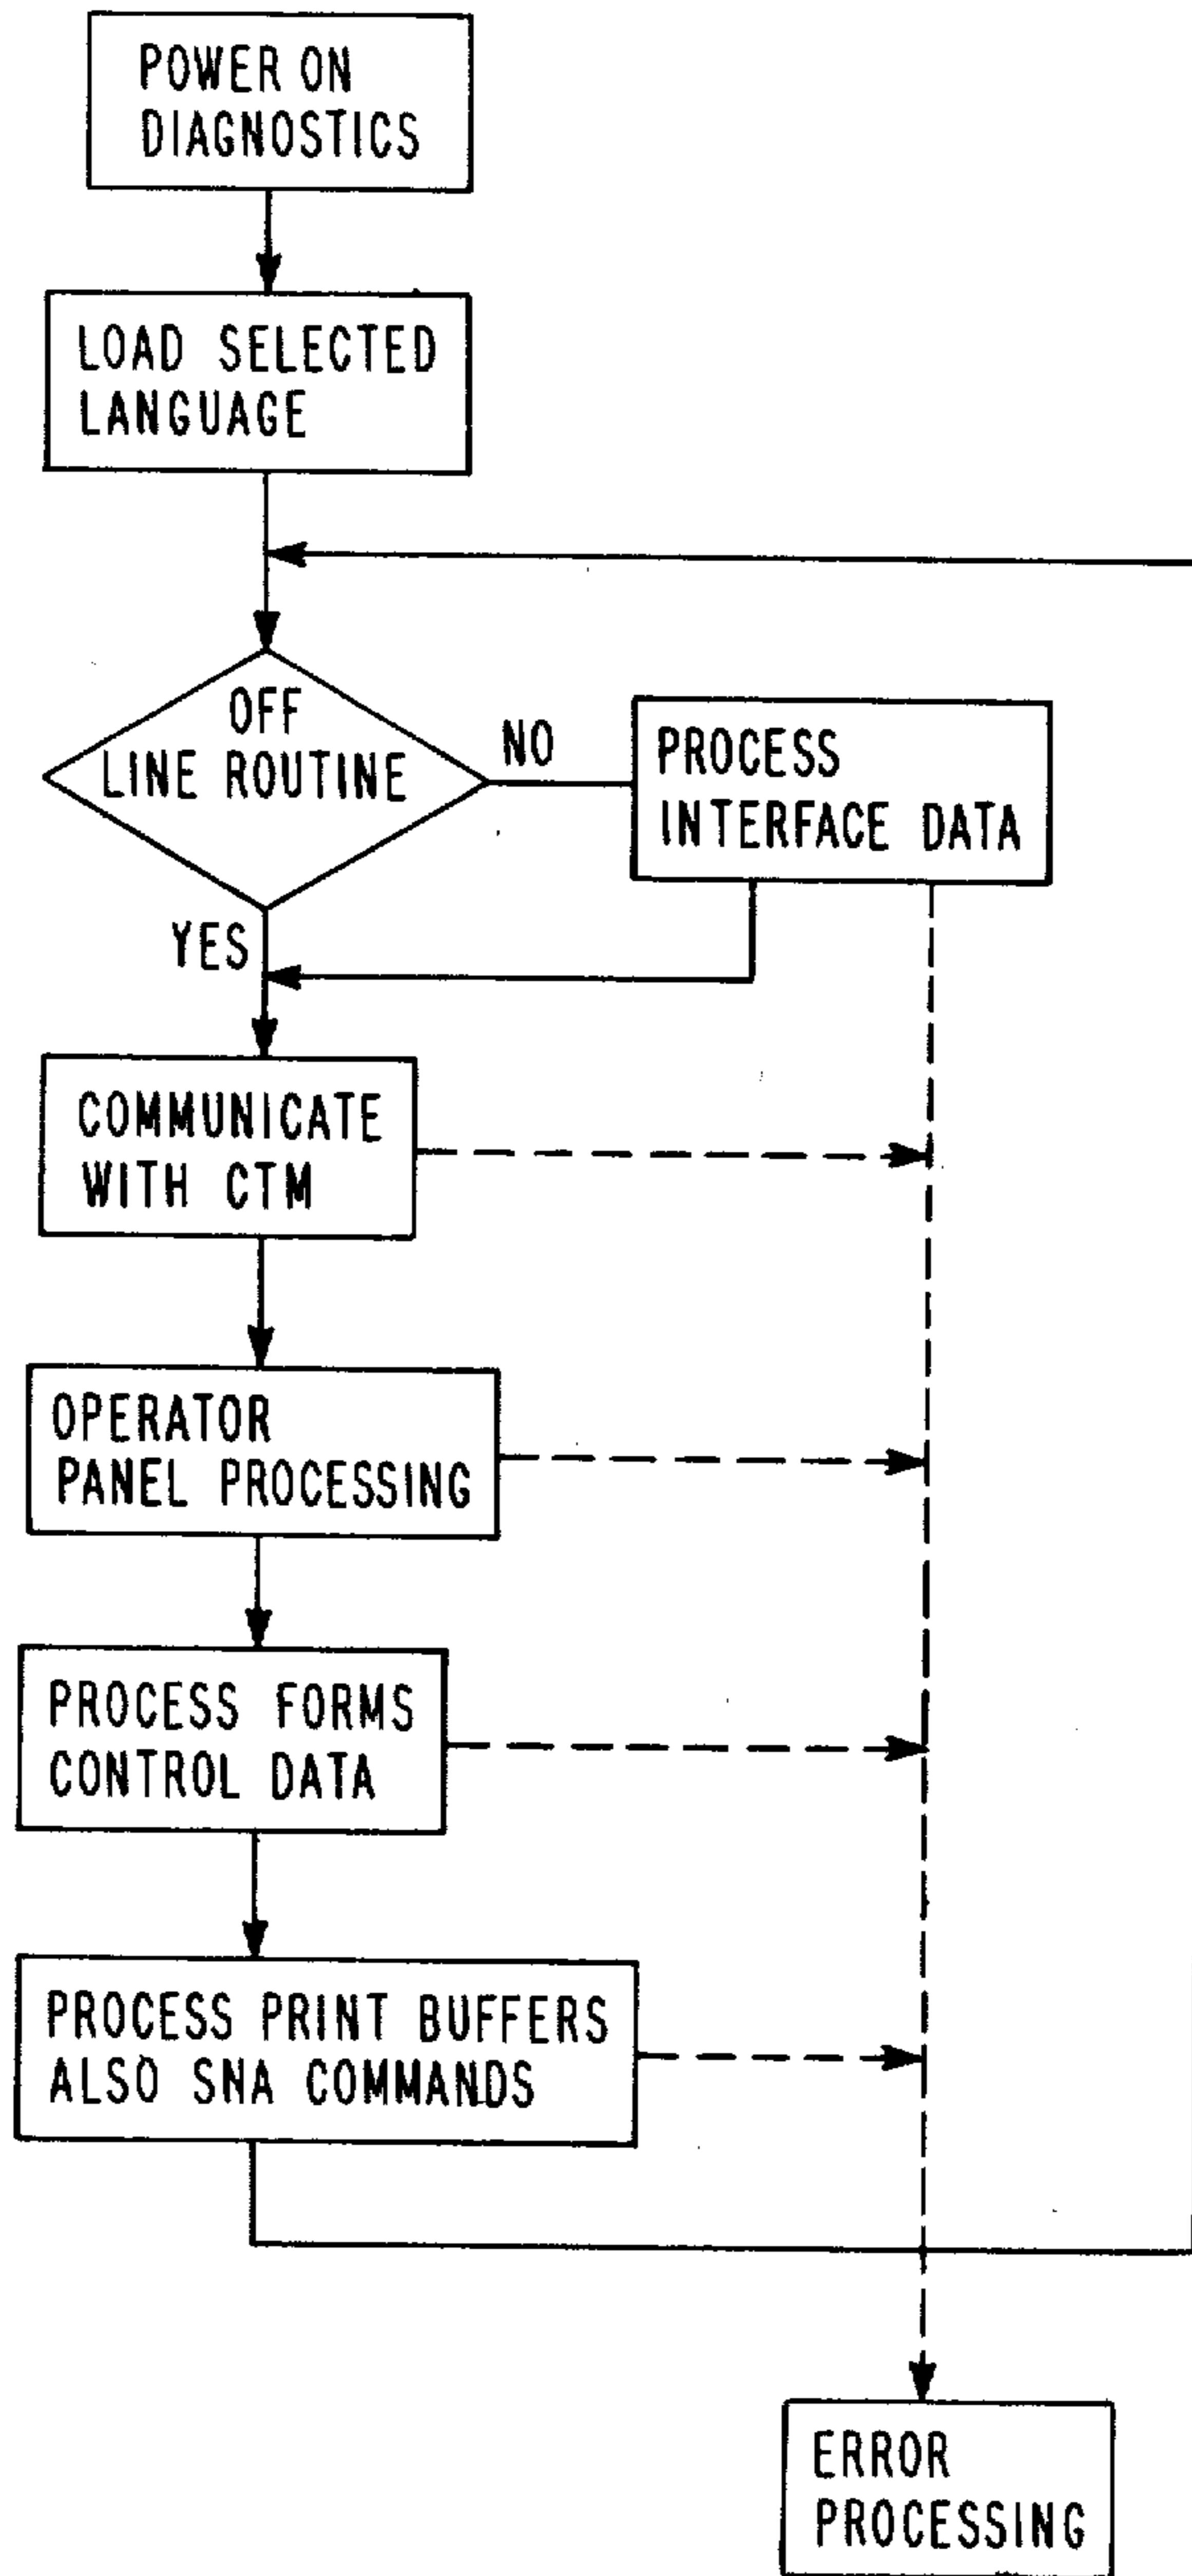 POWER ON
DIAGNOSTICS
LOAD SELECTED
LANGUAGE
OFF
LINE ROUTINE
NO
PROCESS
INTERFACE DATA
YES
COMMUNICATE
WITH CTM
OPERATOR
PANEL PROCESSING
PROCESS FORMS
CONTROL DATA
PROCESS PRINT BUFFERS
ALSO SNA COMMANDS
ERROR
PROCESSING